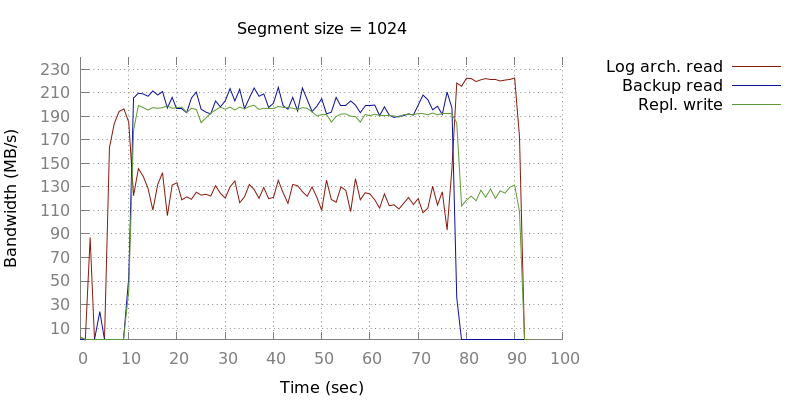 Segment size = 1024
Log arch. read
Backup read
Repl. write
Bandwidth (MB/s)
230
210
190
170
150
130
110
90
70
50
30
10
0 10 20 30 40 50 60 70 80 90 100
Time (sec)